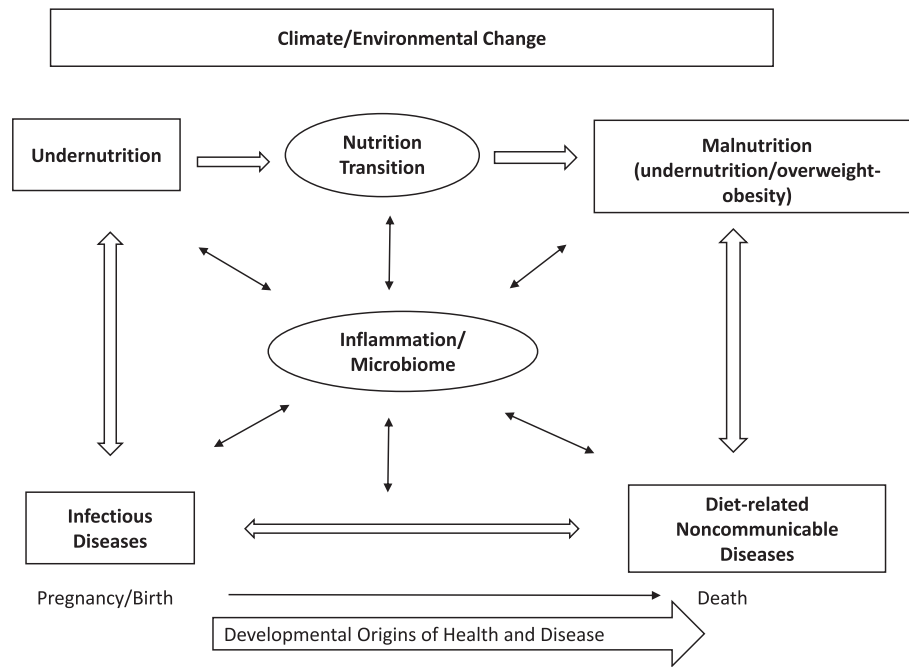 Climate/Environmental Change
Undernutrition
Nutrition
Transition
Malnutrition
(undernutrition/overweight-
obesity)
Inflammation/
Microbiome
Infectious
Diseases
Diet-related
Noncommunicable
Diseases
Pregnancy/Birth
Death
Developmental Origins of Health and Disease